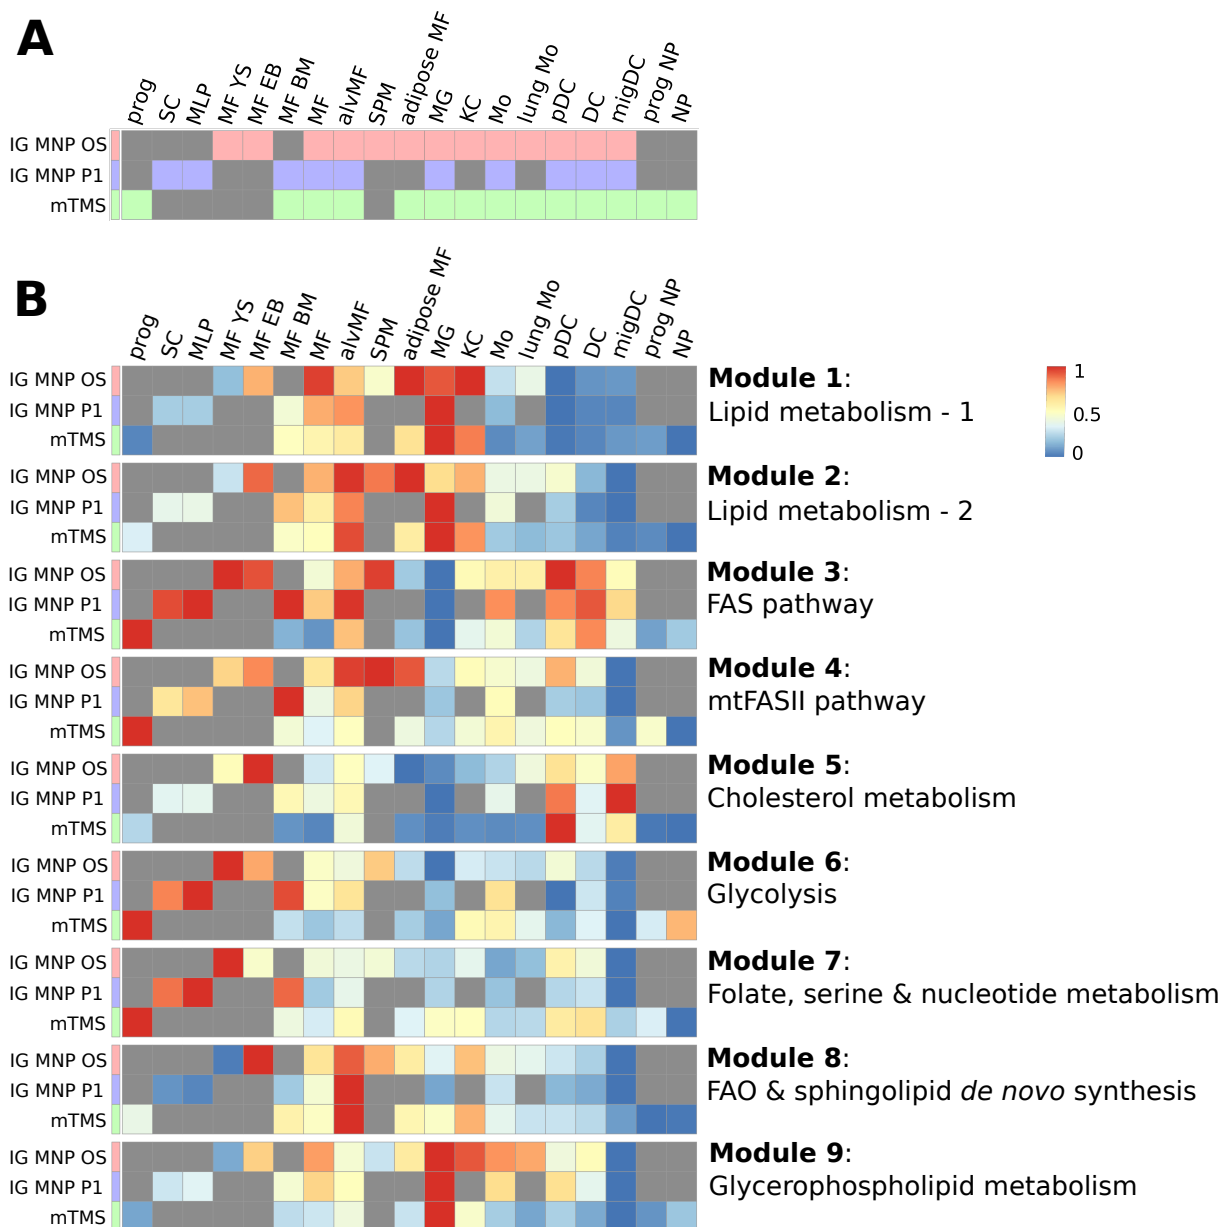 A
prog SC MLP MF YS MF EB MF BM MF alvMF SPM adipose MF MG KC Mo lung Mo pDC DC migDC prog NP NP
IG MNP OS
IG MNP P1
mTMS
B
prog SC MLP MF YS MF EB MF BM MF alvMF SPM adipose MF MG KC Mo lung Mo pDC DC migDC prog NP NP
IG MNP OS
IG MNP P1
mTMS
Module 1:
Lipid metabolism - 1
1
0.5
0
IG MNP OS
IG MNP P1
mTMS
Module 2:
Lipid metabolism - 2
IG MNP OS
IG MNP P1
mTMS
Module 3:
FAS pathway
IG MNP OS
IG MNP P1
mTMS
Module 4:
mtFASII pathway
IG MNP OS
IG MNP P1
mTMS
Module 5:
Cholesterol metabolism
IG MNP OS
IG MNP P1
mTMS
Module 6:
Glycolysis
IG MNP OS
IG MNP P1
mTMS
Module 7:
Folate, serine & nucleotide metabolism
IG MNP OS
IG MNP P1
mTMS
Module 8:
FAO & sphingolipid de novo synthesis
IG MNP OS
IG MNP P1
mTMS
Module 9:
Glycerophospholipid metabolism